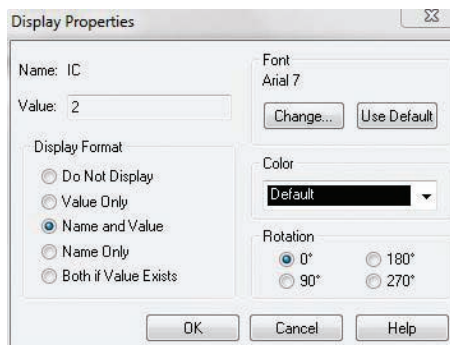 Display Properties
Name: IC
Value: 2
Display Format
Do Not Display
Value Only
Name and Value
Name Only
Both if Value Exists
Font
Arial 7
Change... Use Default
Color
Default
Rotation
0° 180°
90° 270°
OK Cancel Help